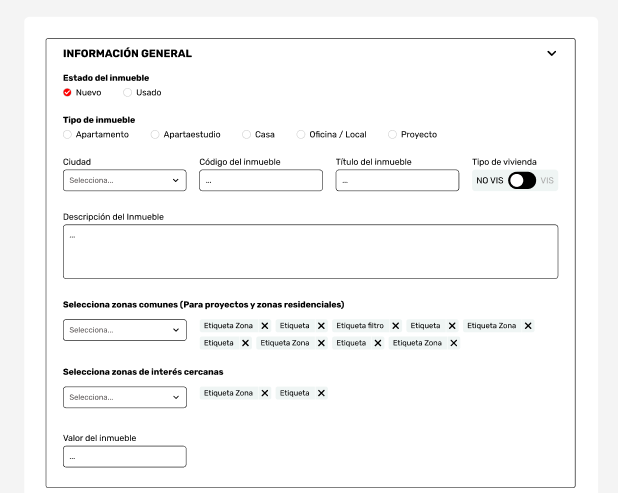 INFORMACIÓN GENERAL
Estado del inmueble
Nuevo Usado
Tipo de inmueble
Apartamento Apartaestudio Casa Oficina / Local Proyecto
Ciudad Código del inmueble Título del inmueble Tipo de vivienda
Selecciona... ... ... NO VIS VIS
Descripción del Inmueble
...
Selecciona zonas comunes (Para proyectos y zonas residenciales)
Selecciona... Etiqueta Zona X Etiqueta X Etiqueta filtro X Etiqueta X Etiqueta Zona X
Etiqueta X Etiqueta Zona X Etiqueta X Etiqueta Zona X
Selecciona zonas de interés cercanas
Selecciona... Etiqueta Zona X Etiqueta X
Valor del inmueble
...